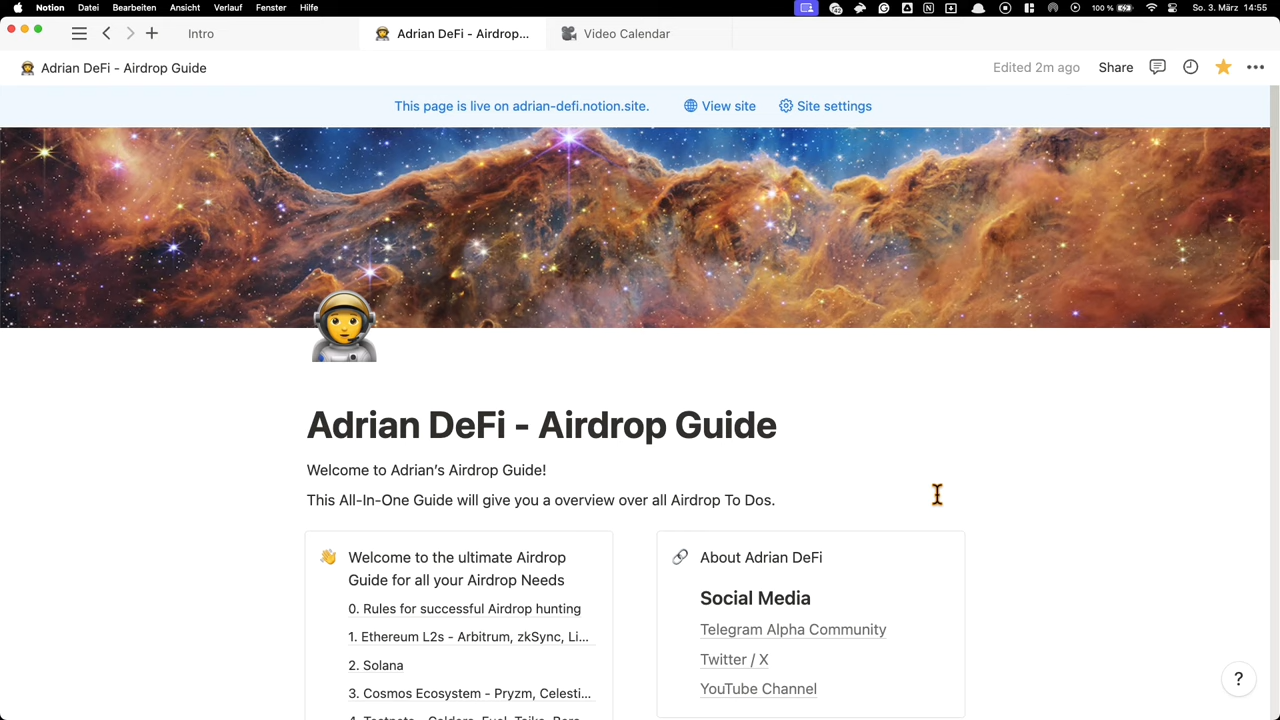 Notion Datei Bearbeiten Ansicht Verlauf Fenster Hilfe 100 % So. 3. März 14:55
Intro Adrian DeFi - Airdrop... Video Calendar
Adrian DeFi - Airdrop Guide Edited 2m ago Share
This page is live on adrian-defi.notion.site. View site Site settings
Adrian DeFi - Airdrop Guide
Welcome to Adrian's Airdrop Guide!
This All-In-One Guide will give you a overview over all Airdrop To Dos.
Welcome to the ultimate Airdrop
Guide for all your Airdrop Needs
0. Rules for successful Airdrop hunting
1. Ethereum L2s - Arbitrum, zkSync, Li...
2. Solana
3. Cosmos Ecosystem - Pryzm, Celesti...
About Adrian DeFi
Social Media
Telegram Alpha Community
Twitter / X
YouTube Channel
?